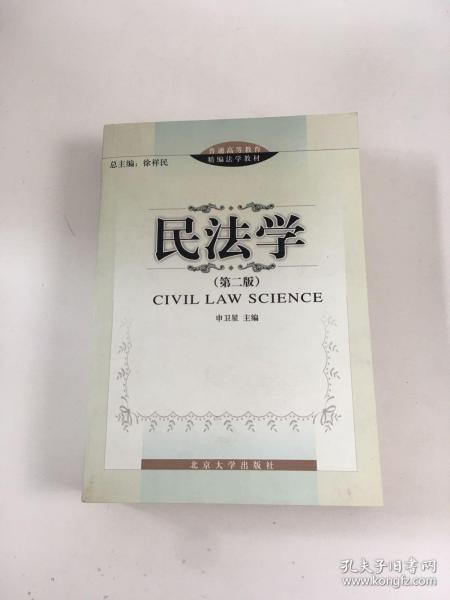 普通高等教育
精编法学教材
总主编：徐祥民
民法学
（第二版）
CIVIL LAW SCIENCE
申卫星 主编
北京大学出版社
孔夫子旧书网
www.kongfz.com